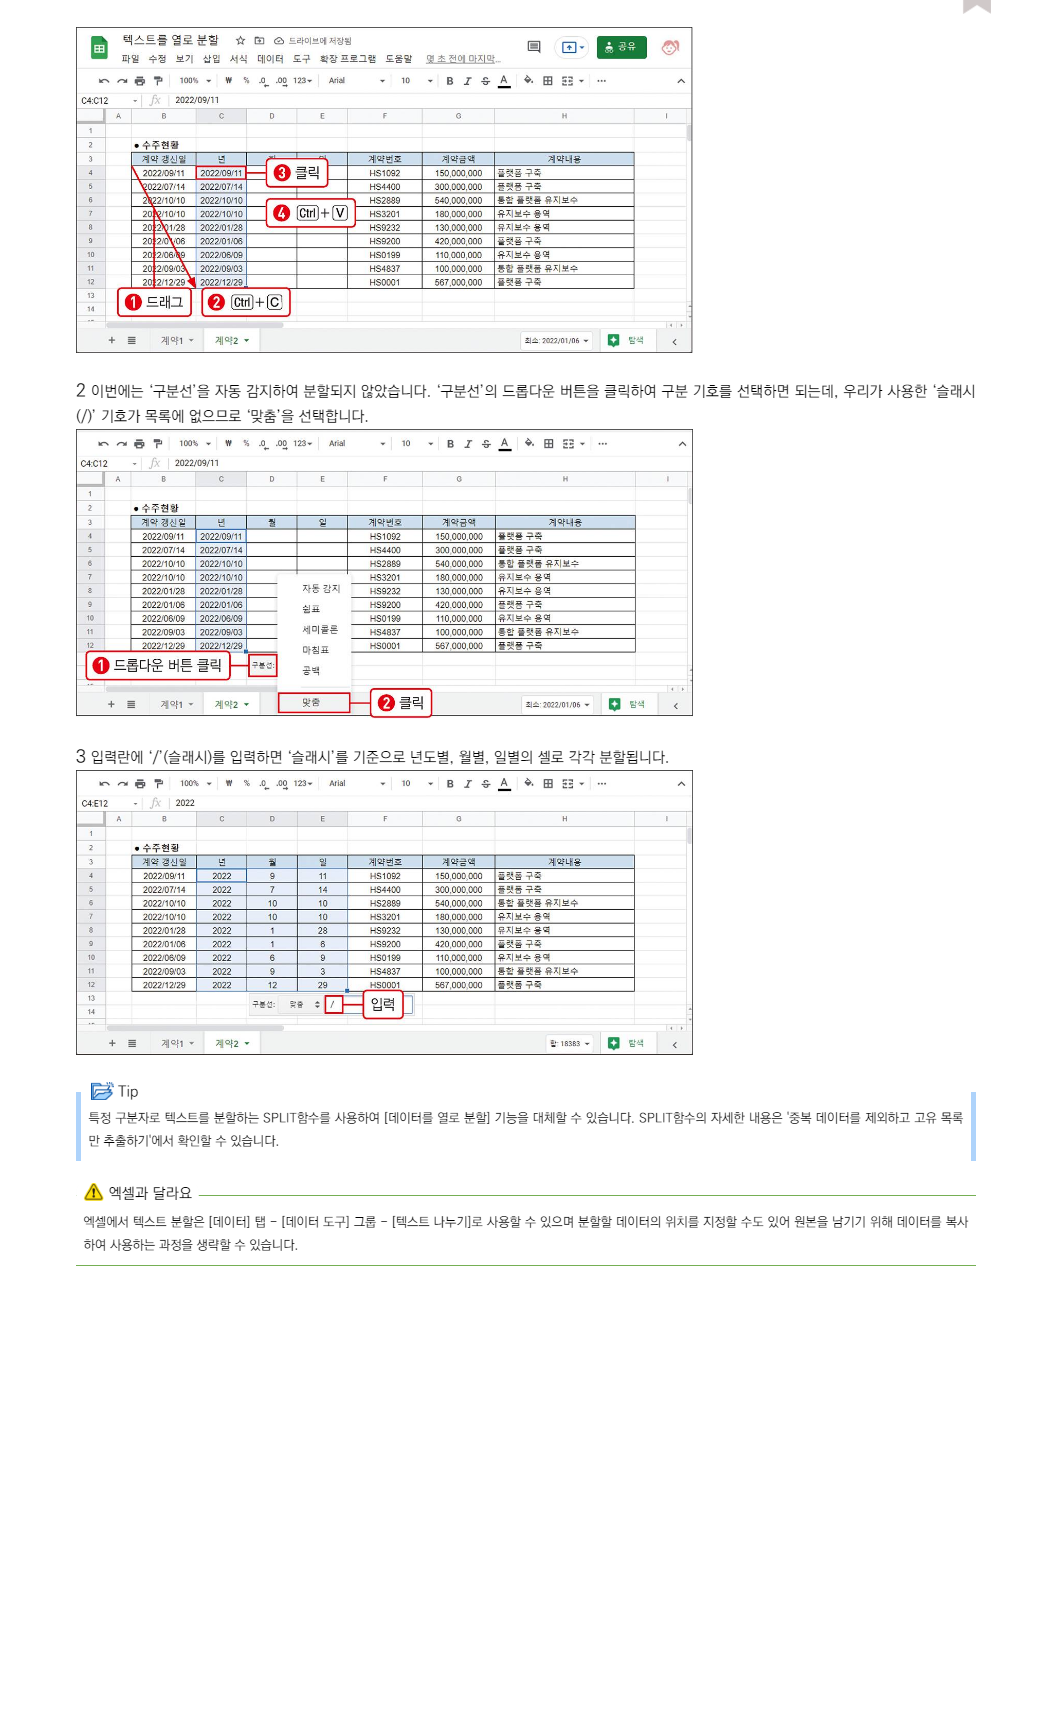 텍스트를 열로 분할 드라이브에 저장됨
파일 수정 보기 삽입 서식 데이터 도구 확장 프로그램 도움말 몇 초 전에 마지막...
공유
100% ₩ % .0 .00 123 Arial 10 B I S A ...
C4:C12 fx 2022/09/11
A B C D E F G H I
1
2 ● 수주현황
3 계약 갱신일 년 계약번호 계약금액 계약내용
4 2022/09/11 2022/09/11 HS1092 150,000,000 플랫폼 구축
5 2022/07/14 2022/07/14 HS4400 300,000,000 플랫폼 구축
6 2022/10/10 2022/10/10 HS2889 540,000,000 통합 플랫폼 유지보수
7 2022/10/10 2022/10/10 HS3201 180,000,000 유지보수 용역
8 2022/01/28 2022/01/28 HS9232 130,000,000 유지보수 용역
9 2022/01/06 2022/01/06 HS9200 420,000,000 플랫폼 구축
10 2022/06/09 2022/06/09 HS0199 110,000,000 유지보수 용역
11 2022/09/03 2022/09/03 HS4837 100,000,000 통합 플랫폼 유지보수
12 2022/12/29 2022/12/29 HS0001 567,000,000 플랫폼 구축
13
14
❸ 클릭
❹ Ctrl+V
❶ 드래그
❷ Ctrl+C
+ 계약1 계약2 최소: 2022/01/06 탐색
2 이번에는 ‘구분선’을 자동 감지하여 분할되지 않았습니다. ‘구분선’의 드롭다운 버튼을 클릭하여 구분 기호를 선택하면 되는데, 우리가 사용한 ‘슬래시
(/)’ 기호가 목록에 없으므로 ‘맞춤’을 선택합니다.
100% ₩ % .0 .00 123 Arial 10 B I S A ...
C4:C12 fx 2022/09/11
A B C D E F G H I
1
2 ● 수주현황
3 계약 갱신일 년 월 일 계약번호 계약금액 계약내용
4 2022/09/11 2022/09/11 HS1092 150,000,000 플랫폼 구축
5 2022/07/14 2022/07/14 HS4400 300,000,000 플랫폼 구축
6 2022/10/10 2022/10/10 HS2889 540,000,000 통합 플랫폼 유지보수
7 2022/10/10 2022/10/10 HS3201 180,000,000 유지보수 용역
8 2022/01/28 2022/01/28 HS9232 130,000,000 유지보수 용역
9 2022/01/06 2022/01/06 HS9200 420,000,000 플랫폼 구축
10 2022/06/09 2022/06/09 HS0199 110,000,000 유지보수 용역
11 2022/09/03 2022/09/03 HS4837 100,000,000 통합 플랫폼 유지보수
12 2022/12/29 2022/12/29 HS0001 567,000,000 플랫폼 구축
자동 감지
쉼표
세미콜론
마침표
공백
맞춤
❶ 드롭다운 버튼 클릭 구분선:
❷ 클릭
+ 계약1 계약2 최소: 2022/01/06 탐색
3 입력란에 ‘/’(슬래시)를 입력하면 ‘슬래시’를 기준으로 년도별, 월별, 일별의 셀로 각각 분할됩니다.
100% ₩ % .0 .00 123 Arial 10 B I S A ...
C4:E12 fx 2022
A B C D E F G H I
1
2 ● 수주현황
3 계약 갱신일 년 월 일 계약번호 계약금액 계약내용
4 2022/09/11 2022 9 11 HS1092 150,000,000 플랫폼 구축
5 2022/07/14 2022 7 14 HS4400 300,000,000 플랫폼 구축
6 2022/10/10 2022 10 10 HS2889 540,000,000 통합 플랫폼 유지보수
7 2022/10/10 2022 10 10 HS3201 180,000,000 유지보수 용역
8 2022/01/28 2022 1 28 HS9232 130,000,000 유지보수 용역
9 2022/01/06 2022 1 6 HS9200 420,000,000 플랫폼 구축
10 2022/06/09 2022 6 9 HS0199 110,000,000 유지보수 용역
11 2022/09/03 2022 9 3 HS4837 100,000,000 통합 플랫폼 유지보수
12 2022/12/29 2022 12 29 HS0001 567,000,000 플랫폼 구축
13
14
구분선: 맞춤 / 입력
+ 계약1 계약2 합: 18383 탐색
Tip
특정 구분자로 텍스트를 분할하는 SPLIT함수를 사용하여 [데이터를 열로 분할] 기능을 대체할 수 있습니다. SPLIT함수의 자세한 내용은 '중복 데이터를 제외하고 고유 목록
만 추출하기'에서 확인할 수 있습니다.
엑셀과 달라요
엑셀에서 텍스트 분할은 [데이터] 탭 - [데이터 도구] 그룹 - [텍스트 나누기]로 사용할 수 있으며 분할할 데이터의 위치를 지정할 수도 있어 원본을 남기기 위해 데이터를 복사
하여 사용하는 과정을 생략할 수 있습니다.